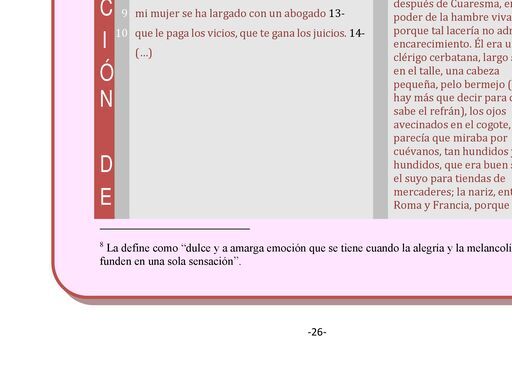 C
I
Ó
N
D
E
9 mi mujer se ha largado con un abogado 13-
10 que le paga los vicios, que te gana los juicios. 14-
(…)
después de Cuaresma, e
poder de la hambre viva
porque tal lacería no ad
encarecimiento. Él era u
clérigo cerbatana, largo
en el talle, una cabeza
pequeña, pelo bermejo (
hay más que decir para
sabe el refrán), los ojos
avecinados en el cogote,
parecía que miraba por
cuévanos, tan hundidos
hundidos, que era buen
el suyo para tiendas de
mercaderes; la nariz, en
Roma y Francia, porque
8 La define como “dulce y a amarga emoción que se tiene cuando la alegría y la melancolí
funden en una sola sensación”.
-26-